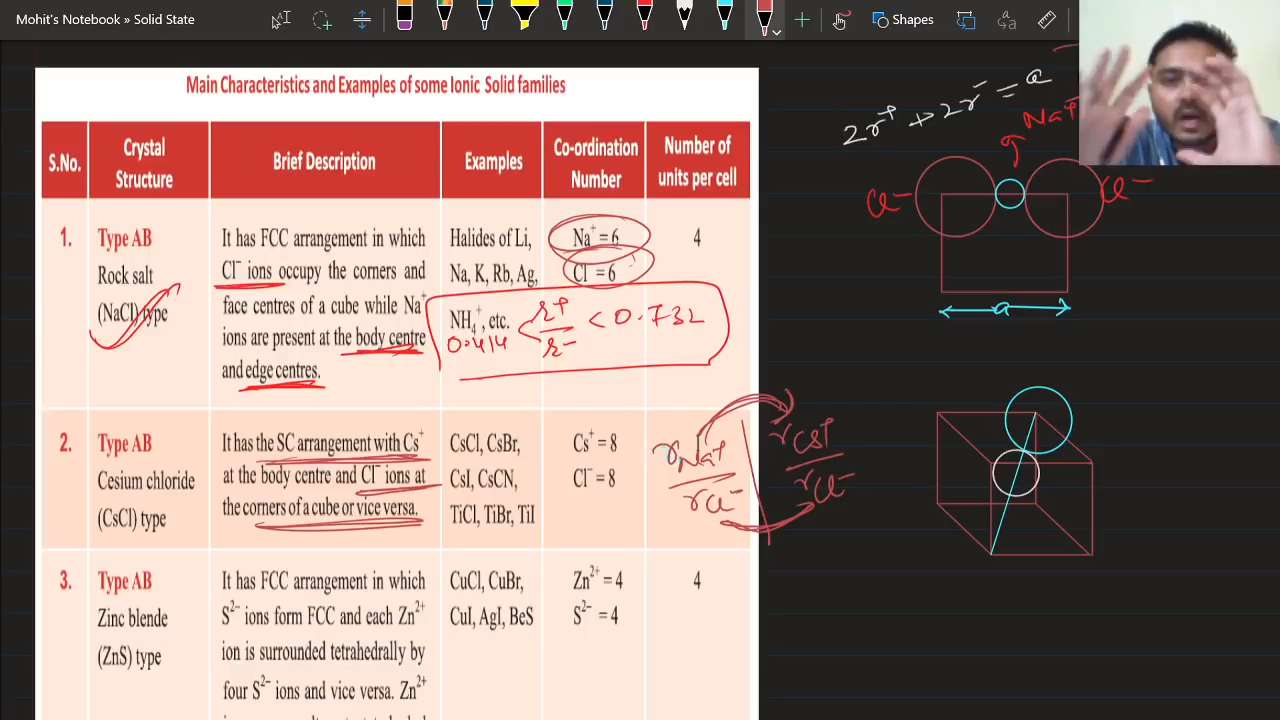 Mohit's Notebook » Solid State
Shapes
Main Characteristics and Examples of some Ionic Solid families
S.No.
Crystal
Structure
Brief Description
Examples
Co-ordination
Number
Number of
units per cell
1.
Type AB
Rock salt
(NaCl) type
It has FCC arrangement in which
Cl⁻ ions occupy the corners and
face centres of a cube while Na⁺
ions are present at the body centre
and edge centres.
Halides of Li,
Na, K, Rb, Ag,
NH₄⁺, etc.
Na⁺ = 6
Cl⁻ = 6
4
0.414 < r⁺/r⁻ < 0.732
2.
Type AB
Cesium chloride
(CsCl) type
It has the SC arrangement with Cs⁺
at the body centre and Cl⁻ ions at
the corners of a cube or vice versa.
CsCl, CsBr,
CsI, CsCN,
TiCl, TiBr, TiI
Cs⁺ = 8
Cl⁻ = 8
rNa⁺
rCl⁻
rCs⁺
rCl⁻
3.
Type AB
Zinc blende
(ZnS) type
It has FCC arrangement in which
S²⁻ ions form FCC and each Zn²⁺
ion is surrounded tetrahedrally by
four S²⁻ ions and vice versa. Zn²⁺
CuCl, CuBr,
CuI, AgI, BeS
Zn²⁺ = 4
S²⁻ = 4
4
2r⁺ + 2r⁻ = a
Na⁺
Cl⁻
Cl⁻
a